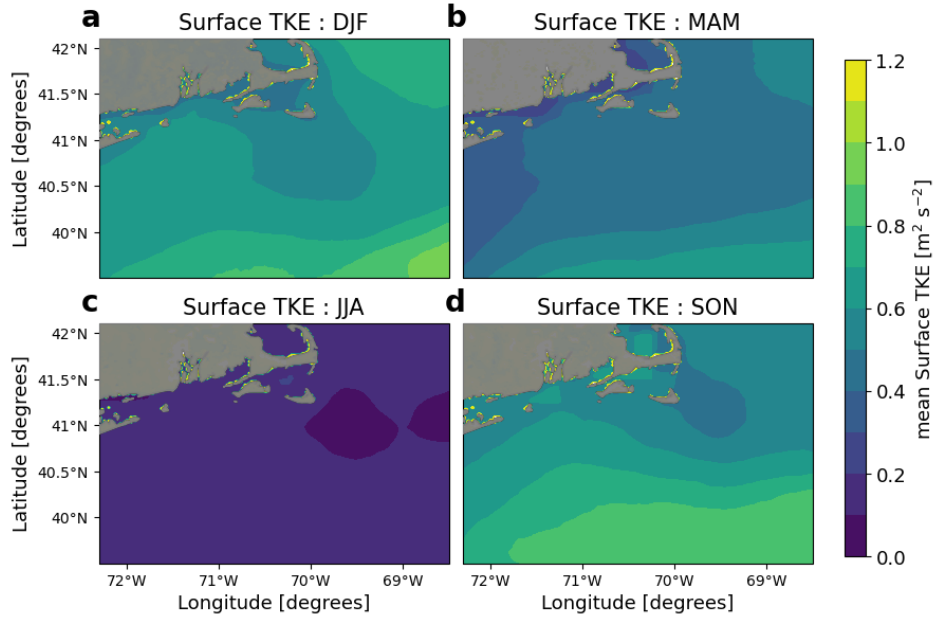 a Surface TKE : DJF
b Surface TKE : MAM
42°N
41.5°N
41°N
40.5°N
40°N
Latitude [degrees]
c Surface TKE : JJA
d Surface TKE : SON
42°N
41.5°N
41°N
40.5°N
40°N
Latitude [degrees]
72°W 71°W 70°W 69°W
Longitude [degrees]
72°W 71°W 70°W 69°W
Longitude [degrees]
1.2
1.0
0.8
0.6
0.4
0.2
0.0
mean Surface TKE [m² s⁻²]